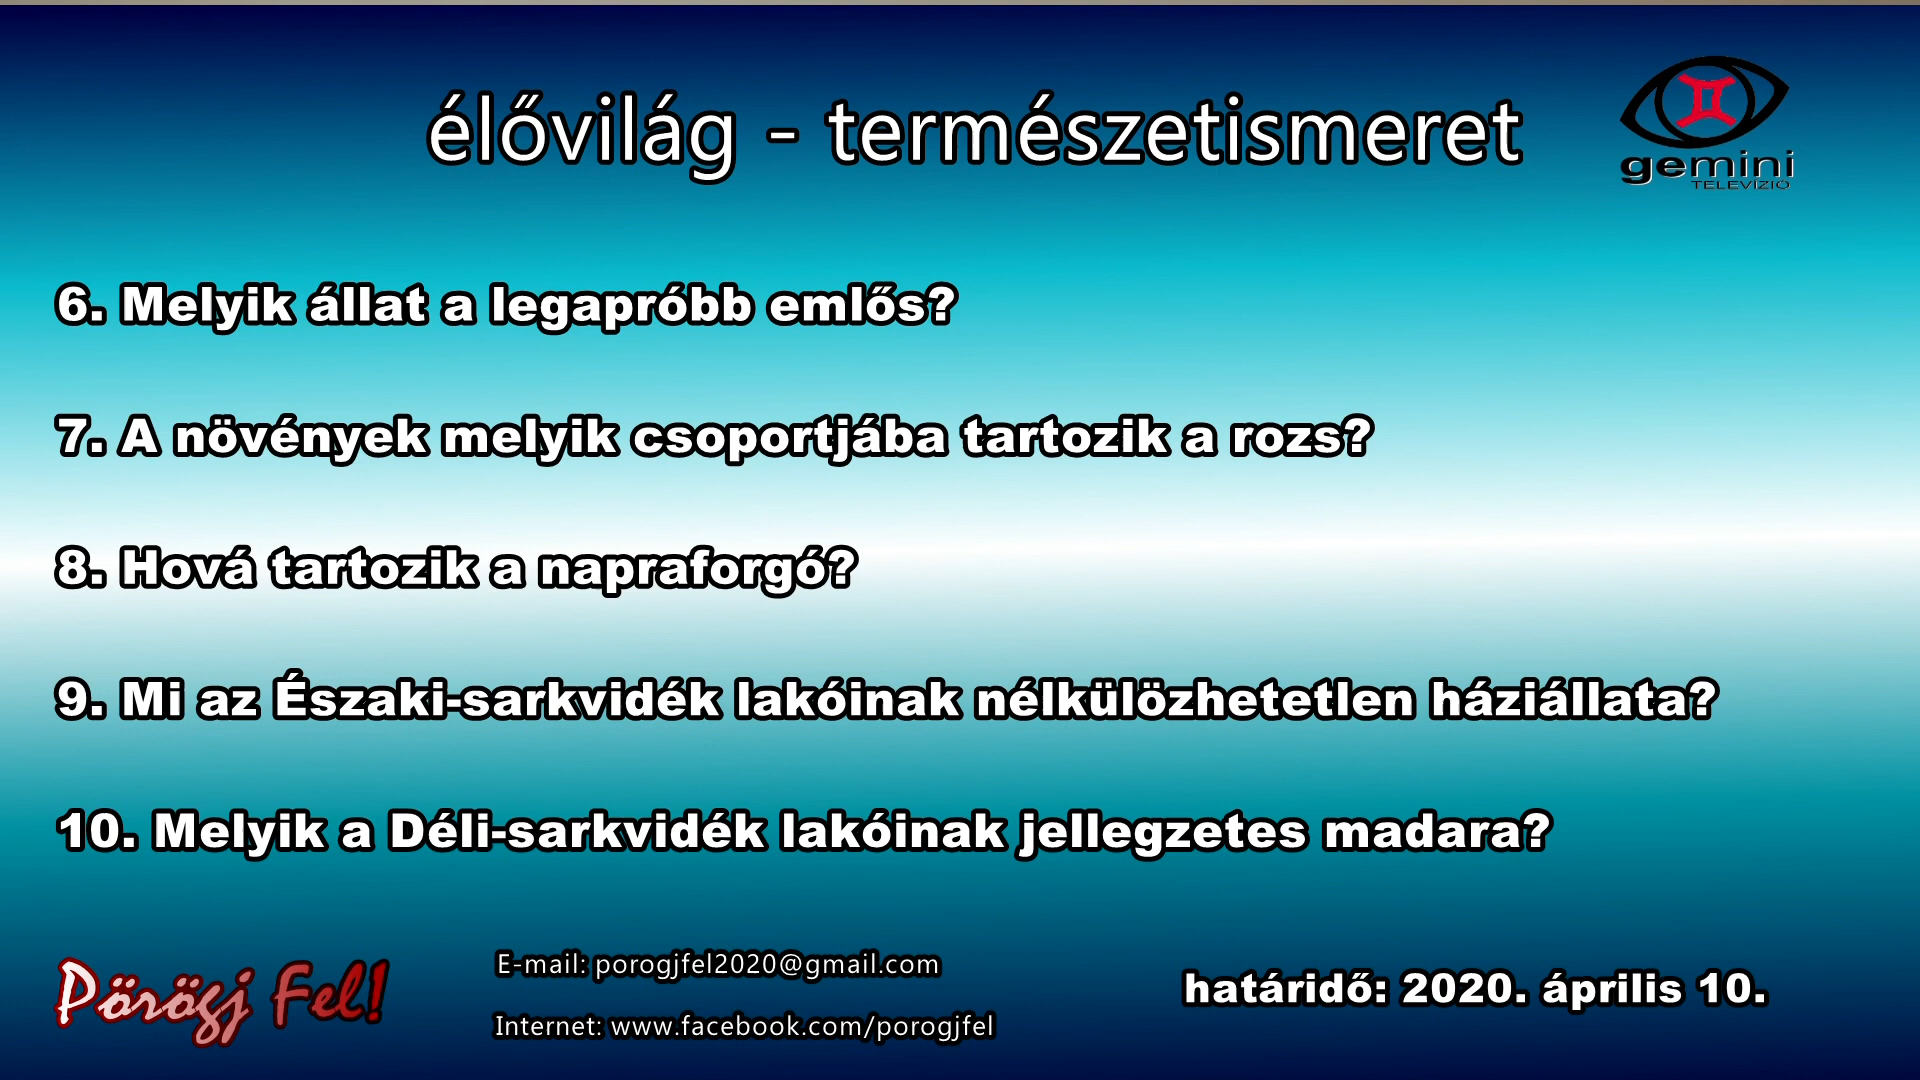 élővilág - természetismeret
gemini
TELEVÍZIÓ
6. Melyik állat a legapróbb emlős?
7. A növények melyik csoportjába tartozik a rozs?
8. Hová tartozik a napraforgó?
9. Mi az Északi-sarkvidék lakóinak nélkülözhetetlen háziállata?
10. Melyik a Déli-sarkvidék lakóinak jellegzetes madara?
Pörögj Fel!
E-mail: porogjfel2020@gmail.com
Internet: www.facebook.com/porogjfel
határidő: 2020. április 10.